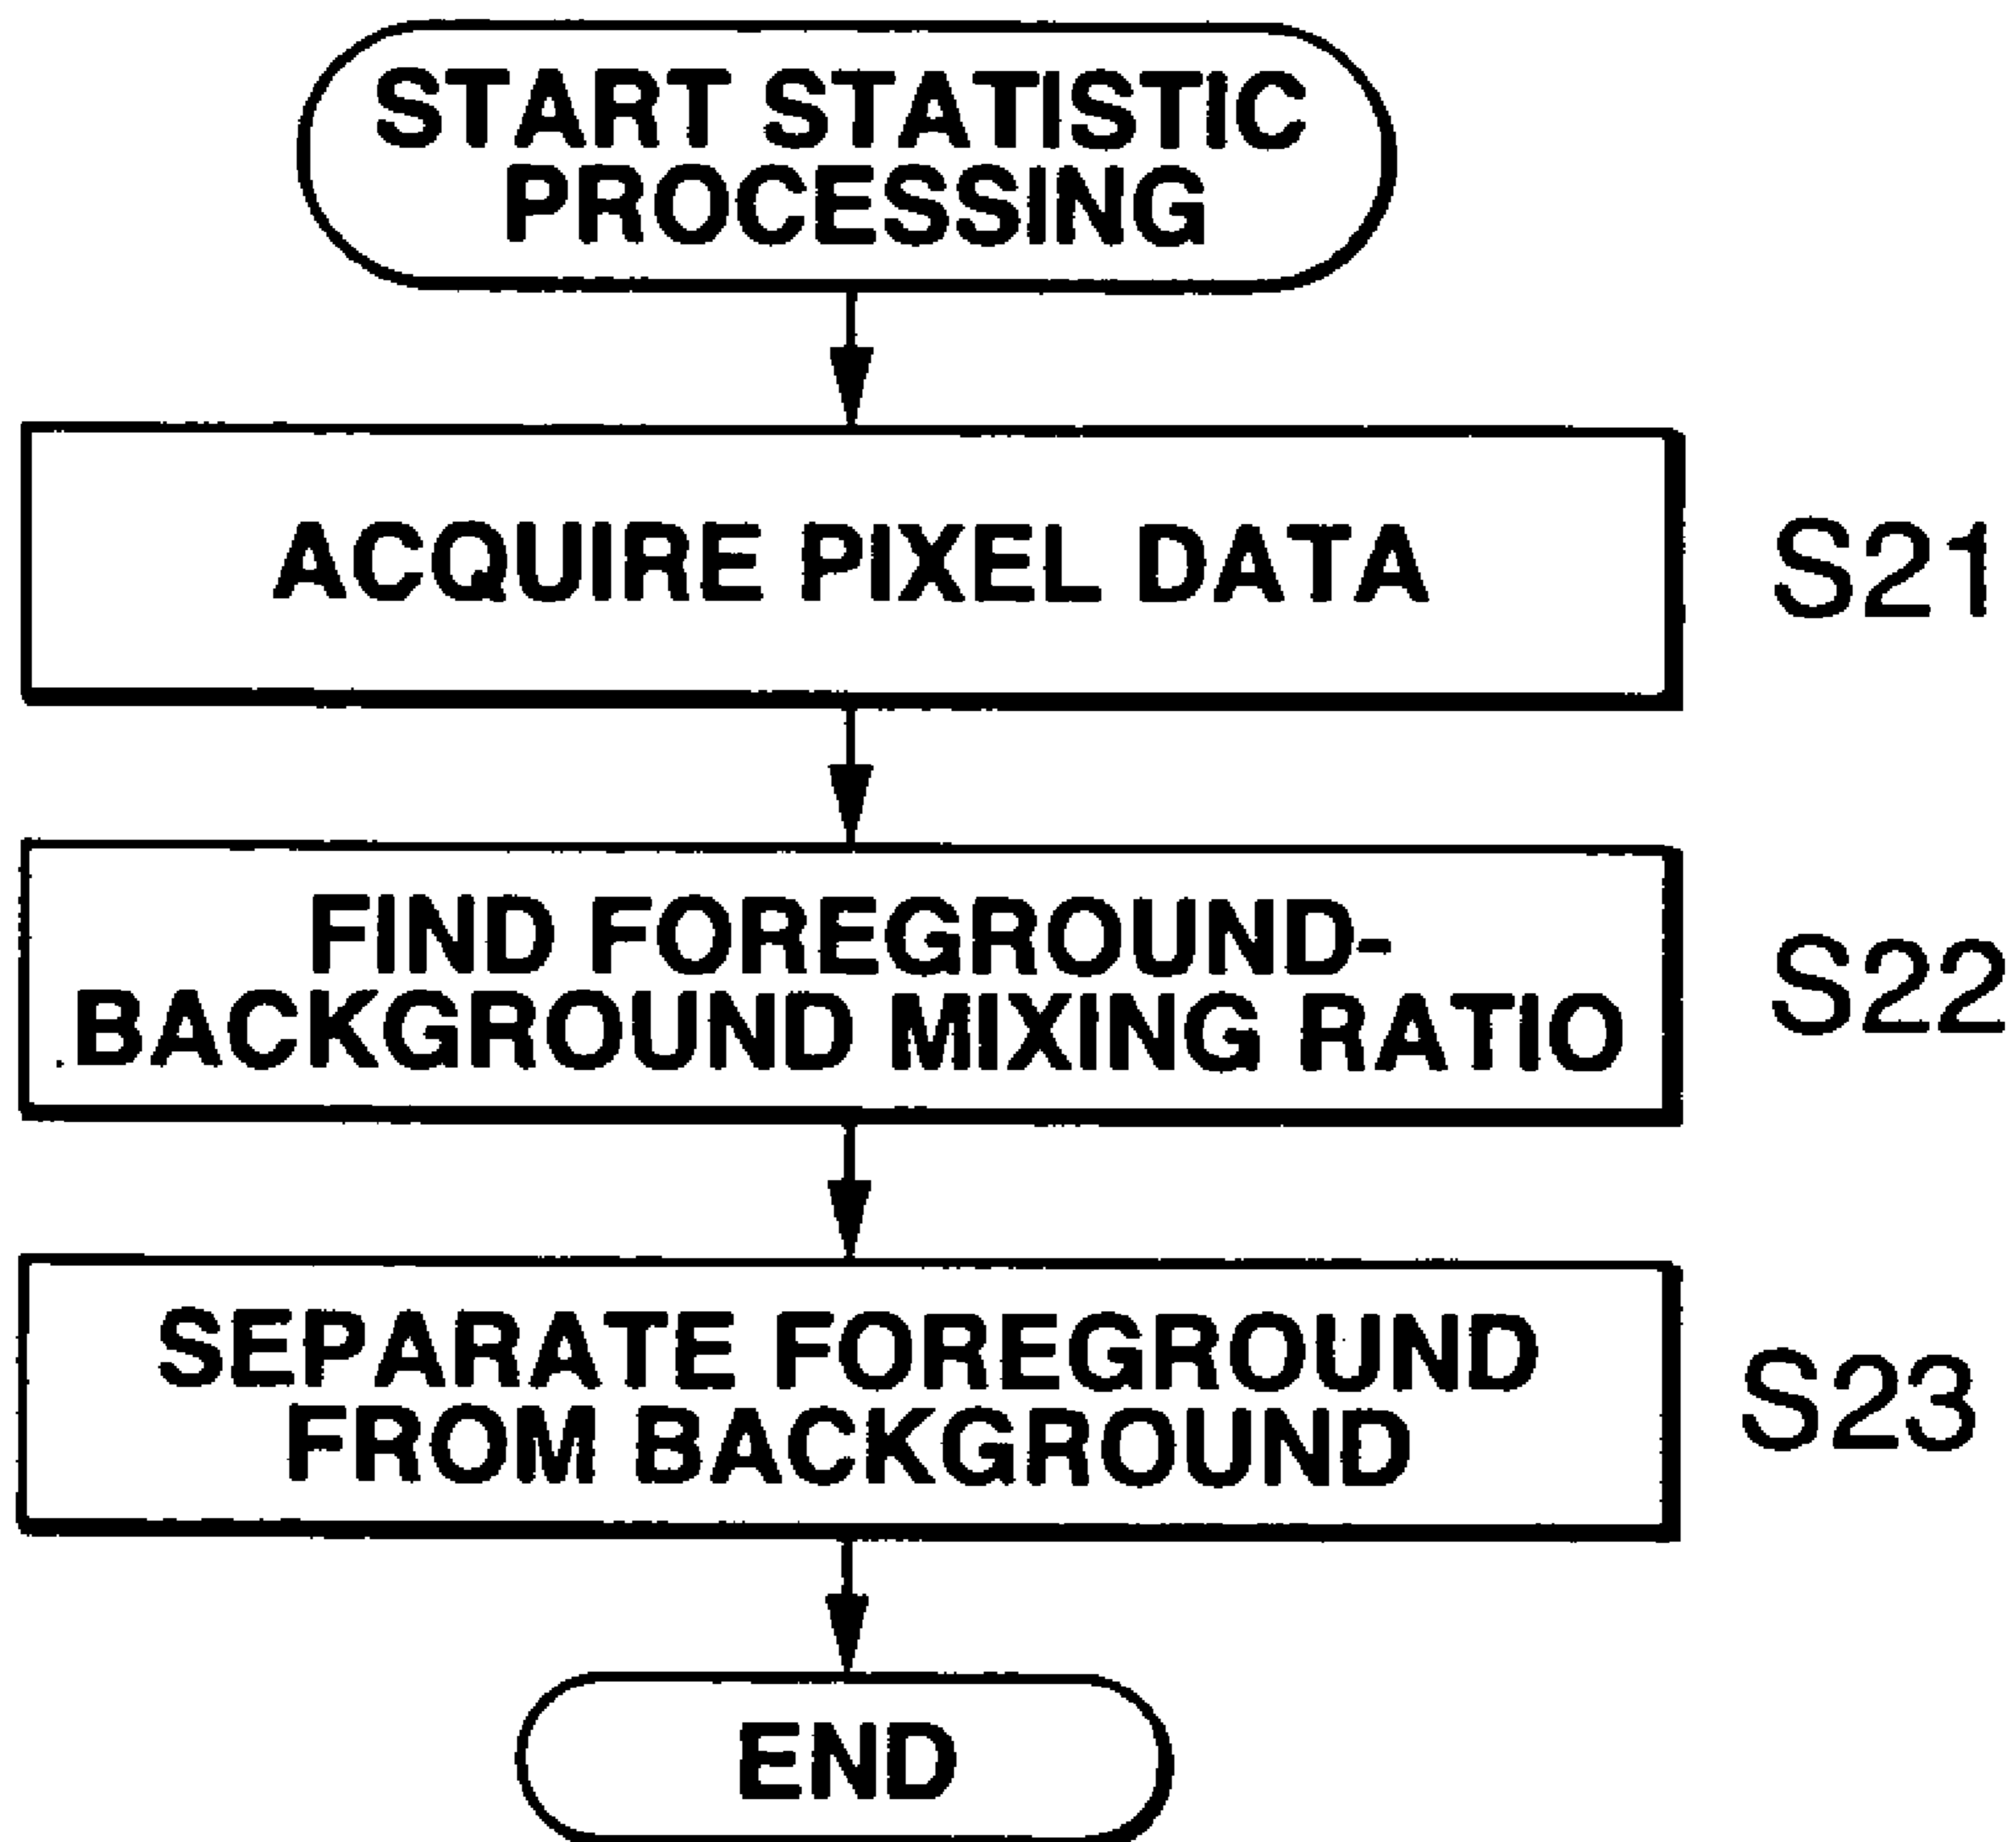 START STATISTIC
PROCESSING
ACQUIRE PIXEL DATA
S21
FIND FOREGROUND-
BACKGROUND MIXING RATIO
S22
SEPARATE FOREGROUND
FROM BACKGROUND
S23
END